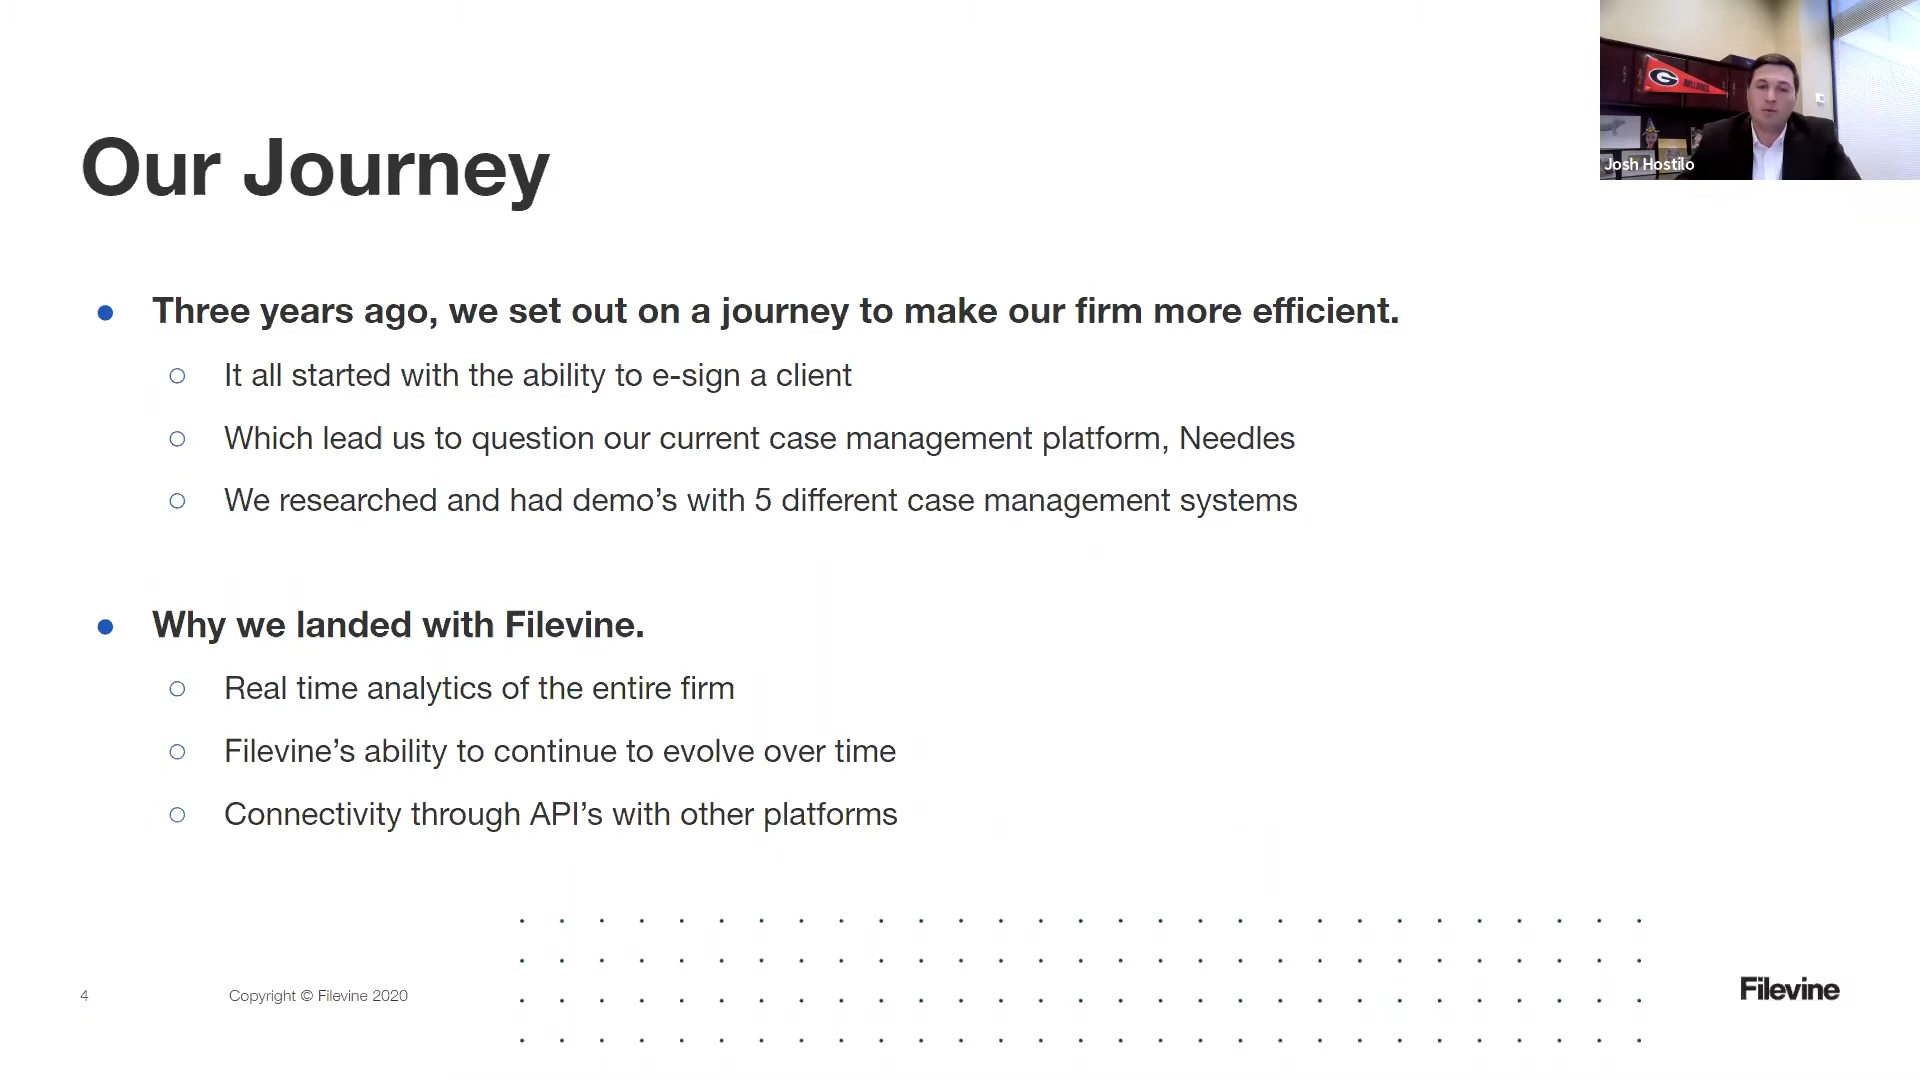 Our Journey
Three years ago, we set out on a journey to make our firm more efficient.
It all started with the ability to e-sign a client
Which lead us to question our current case management platform, Needles
We researched and had demo’s with 5 different case management systems
Why we landed with Filevine.
Real time analytics of the entire firm
Filevine’s ability to continue to evolve over time
Connectivity through API’s with other platforms
4
Copyright © Filevine 2020
Filevine
G BULLDOGS
Josh Hostilo